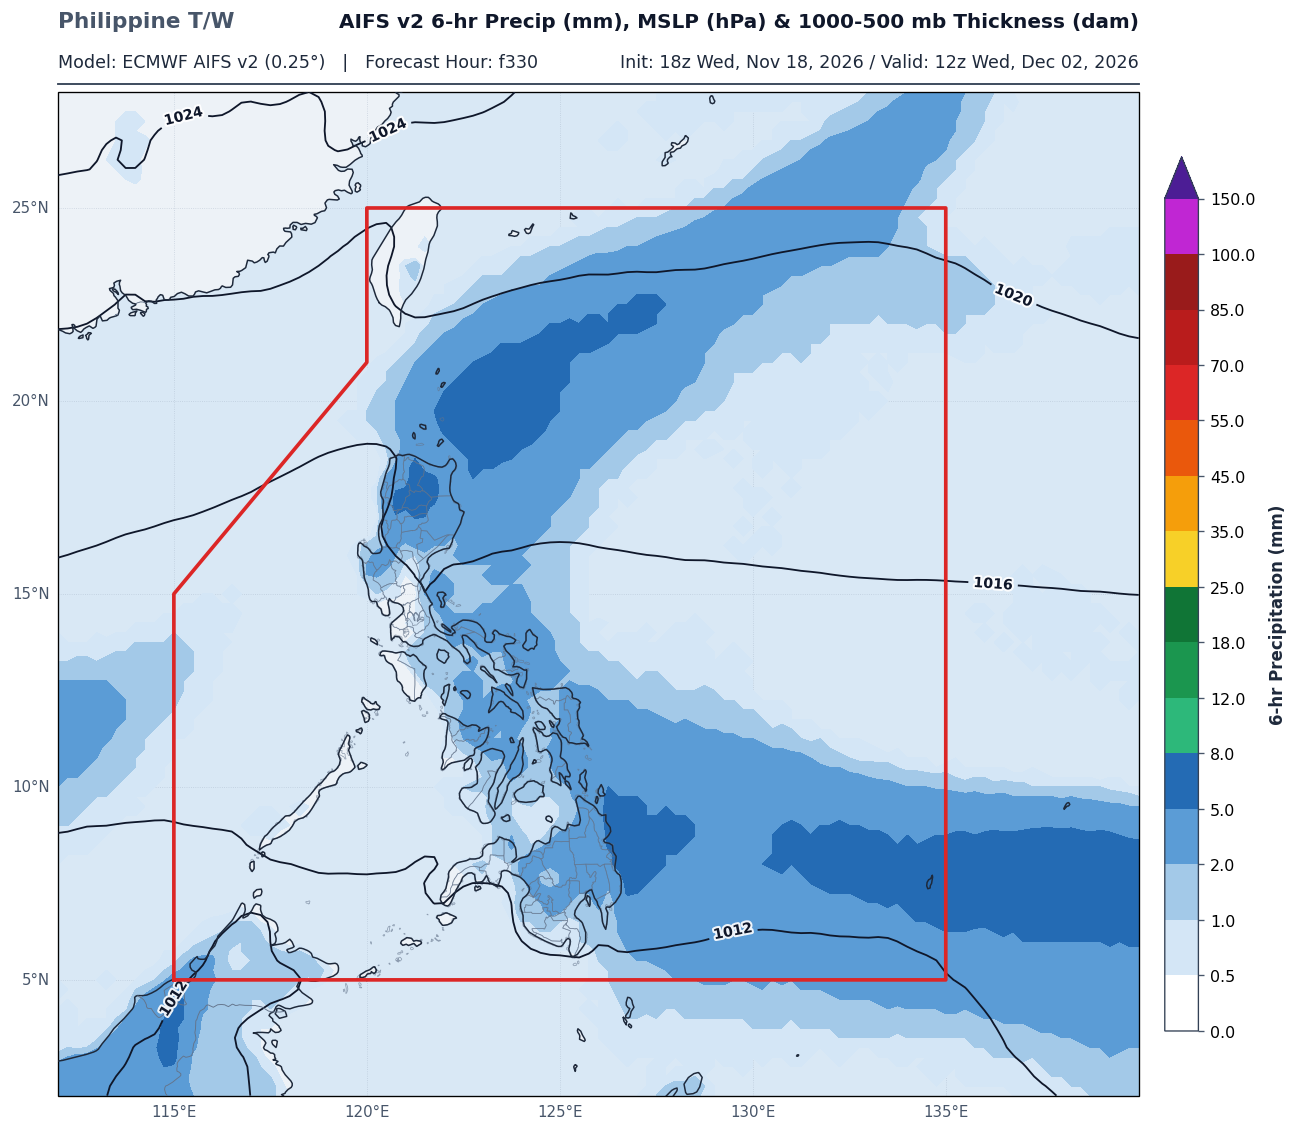 Philippine T/W
AIFS v2 6-hr Precip (mm), MSLP (hPa) & 1000-500 mb Thickness (dam)
Model: ECMWF AIFS v2 (0.25°) | Forecast Hour: f330
Init: 18z Wed, Nov 18, 2026 / Valid: 12z Wed, Dec 02, 2026
1024
1024
1020
1016
1012
1012
25°N
20°N
15°N
10°N
5°N
115°E
120°E
125°E
130°E
135°E
150.0
100.0
85.0
70.0
55.0
45.0
35.0
25.0
18.0
12.0
8.0
5.0
2.0
1.0
0.5
0.0
6-hr Precipitation (mm)